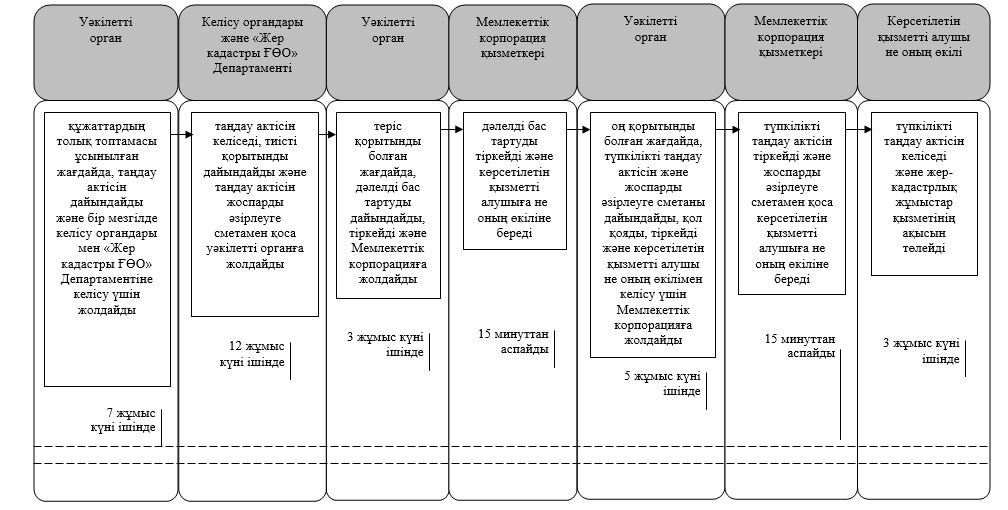 Уәкілетті
орган
Келісу органдары
және «Жер
кадастры ҒӨО»
Департаменті
Уәкілетті
орган
Мемлекеттік
корпорация
қызметкері
Уәкілетті
орган
Мемлекеттік
корпорация
қызметкері
Көрсетілетін
қызметті алушы
не оның өкілі
құжаттардың
толық топтамасы
ұсынылған
жағдайда, таңдау
актісін
дайындайды
және бір мезгілде
келісу органдары
мен «Жер
кадастры ҒӨО»
Департаментіне
келісу үшін
жолдайды
7 жұмыс
күні ішінде
таңдау актісін
келіседі, тиісті
қорытынды
дайындайды және
таңдау актісін
жоспарды
әзірлеуге
сметамен қоса
уәкілетті органға
жолдайды
12 жұмыс
күні ішінде
теріс
қорытынды
болған
жағдайда,
дәлелді бас
тартуды
дайындайды,
тіркейді және
Мемлекеттік
корпорацияға
жолдайды
3 жұмыс күні
ішінде
дәлелді бас
тартуды
тіркейді және
көрсетілетін
қызметті
алушыға не
оның өкіліне
береді
15 минуттан
аспайды
оң қорытынды
болған жағдайда,
түпкілікті таңдау
актісін және
жоспарды
әзірлеуге сметаны
дайындайды, қол
қояды, тіркейді
және көрсетілетін
қызметті алушы
не оның өкілімен
келісу үшін
Мемлекеттік
корпорацияға
жолдайды
5 жұмыс күні
ішінде
түпкілікті
таңдау актісін
тіркейді және
жоспарды
әзірлеуге
сметамен қоса
көрсетілетін
қызметті
алушыға не
оның өкіліне
береді
15 минуттан
аспайды
түпкілікті
таңдау актісін
келіседі
және жер-
кадастрлық
жұмыстар
қызметінің
ақысын
төлейді
3 жұмыс күні
ішінде